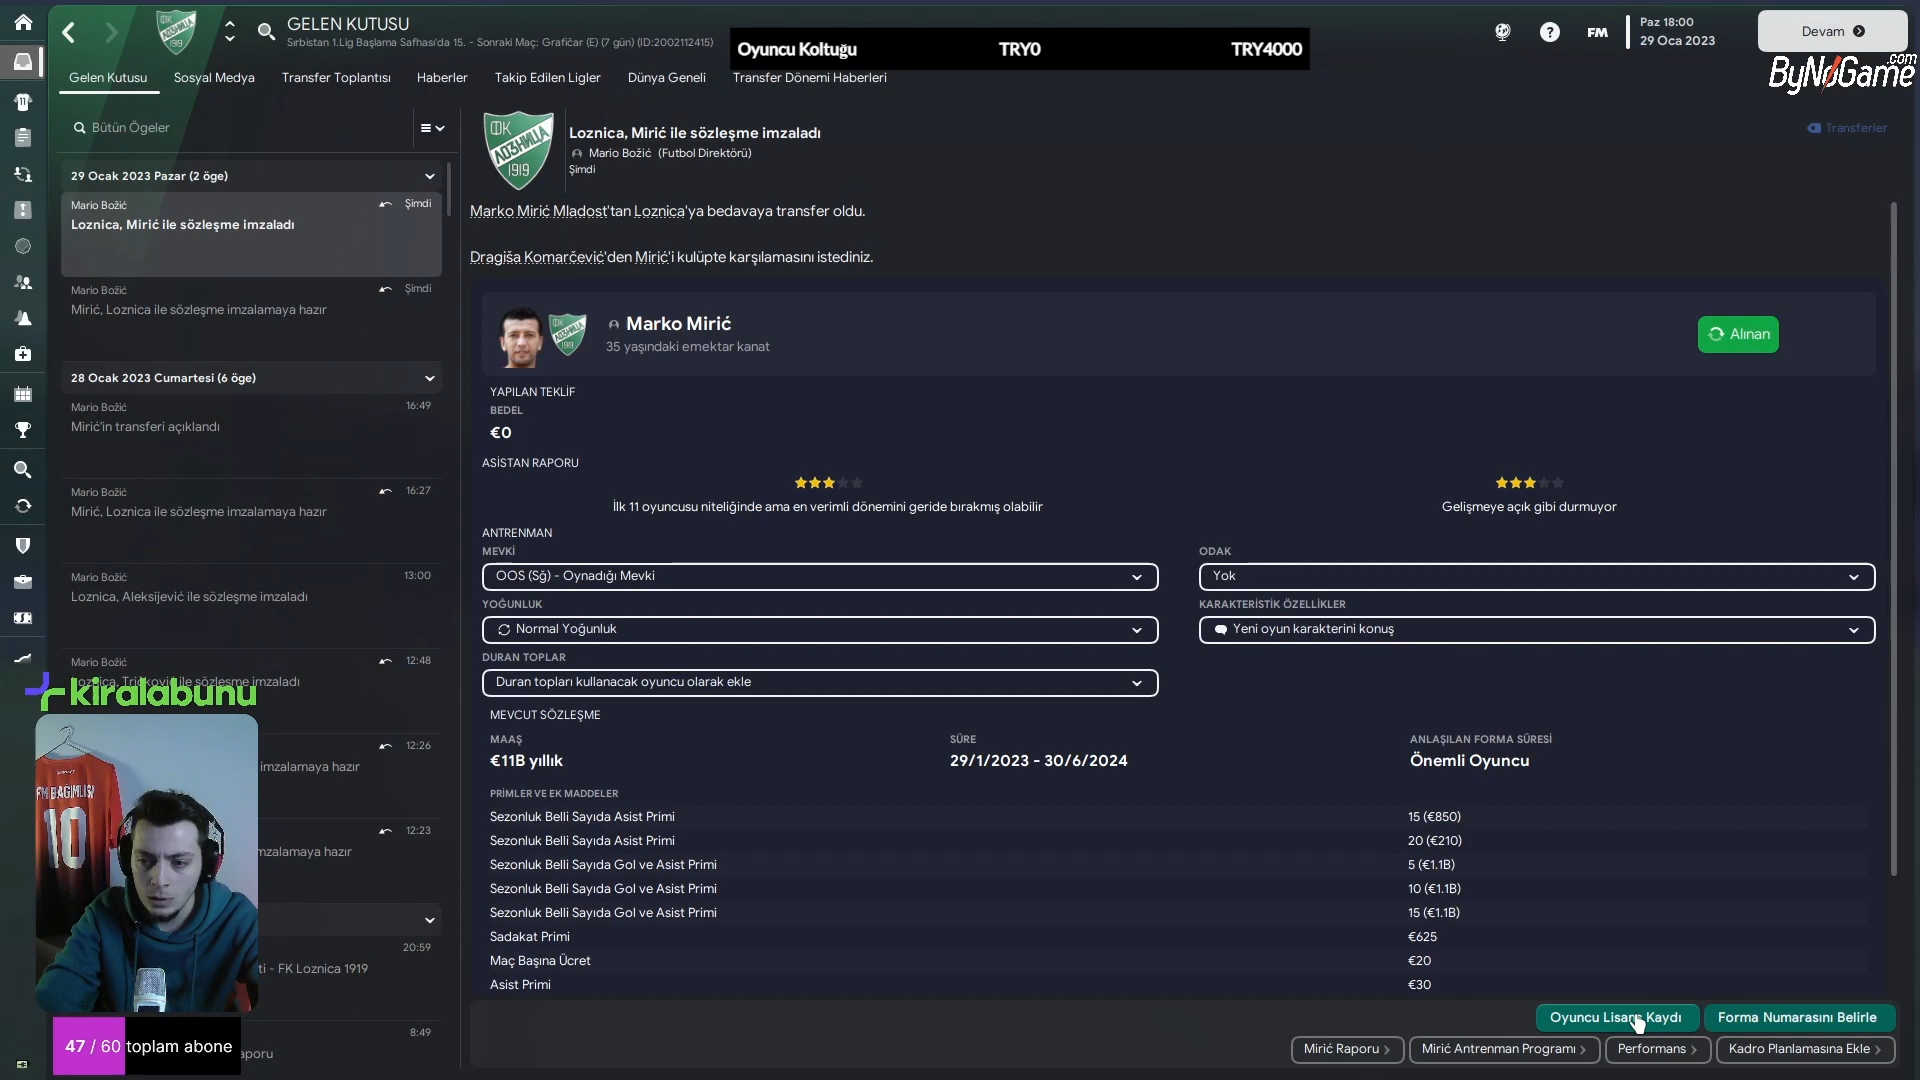 GELEN KUTUSU
Sırbistan 1.Lig Başlama Safhası'da 15. - Sonraki Maç: Grafičar (E) (7 gün) (ID:2002112415)
Oyuncu Koltuğu TRY0 TRY4000
FM
Paz 18:00
29 Oca 2023
Devam
ByNoGame.com
Gelen Kutusu Sosyal Medya Transfer Toplantısı Haberler Takip Edilen Ligler Dünya Geneli Transfer Dönemi Haberleri
Bütün Ögeler
29 Ocak 2023 Pazar (2 öge)
Mario Božić Şimdi
Loznica, Mirić ile sözleşme imzaladı
Mario Božić Şimdi
Mirić, Loznica ile sözleşme imzalamaya hazır
28 Ocak 2023 Cumartesi (6 öge)
Mario Božić 16:49
Mirić'in transferi açıklandı
Mario Božić 16:27
Mirić, Loznica ile sözleşme imzalamaya hazır
Mario Božić 13:00
Loznica, Aleksijević ile sözleşme imzaladı
Mario Božić 12:48
Loznica, Tričković ile sözleşme imzaladı
kiralabunu
12:26
imzalamaya hazır
12:23
mzalamaya hazır
20:59
ti - FK Loznica 1919
8:49
aporu
FM BAĞIMLISI
10
47 / 60 toplam abone
ФК
ЛОЗНИЦА
1919
Loznica, Mirić ile sözleşme imzaladı
Mario Božić (Futbol Direktörü)
Şimdi
Transferler
Marko Mirić Mladost'tan Loznica'ya bedavaya transfer oldu.
Dragiša Komarčević'den Mirić'i kulüpte karşılamasını istediniz.
Marko Mirić
35 yaşındaki emektar kanat
Alınan
YAPILAN TEKLİF
BEDEL
€0
ASİSTAN RAPORU
İlk 11 oyuncusu niteliğinde ama en verimli dönemini geride bırakmış olabilir
Gelişmeye açık gibi durmuyor
ANTRENMAN
MEVKİ
OOS (Sğ) - Oynadığı Mevki
ODAK
Yok
YOĞUNLUK
Normal Yoğunluk
KARAKTERİSTİK ÖZELLİKLER
Yeni oyun karakterini konuş
DURAN TOPLAR
Duran topları kullanacak oyuncu olarak ekle
MEVCUT SÖZLEŞME
MAAŞ SÜRE ANLAŞILAN FORMA SÜRESİ
€11B yıllık 29/1/2023 - 30/6/2024 Önemli Oyuncu
PRİMLER VE EK MADDELER
Sezonluk Belli Sayıda Asist Primi 15 (€850)
Sezonluk Belli Sayıda Asist Primi 20 (€210)
Sezonluk Belli Sayıda Gol ve Asist Primi 5 (€1.1B)
Sezonluk Belli Sayıda Gol ve Asist Primi 10 (€1.1B)
Sezonluk Belli Sayıda Gol ve Asist Primi 15 (€1.1B)
Sadakat Primi €625
Maç Başına Ücret €20
Asist Primi €30
Oyuncu Lisans Kaydı Forma Numarasını Belirle
Mirić Raporu Mirić Antrenman Programı Performans Kadro Planlamasına Ekle